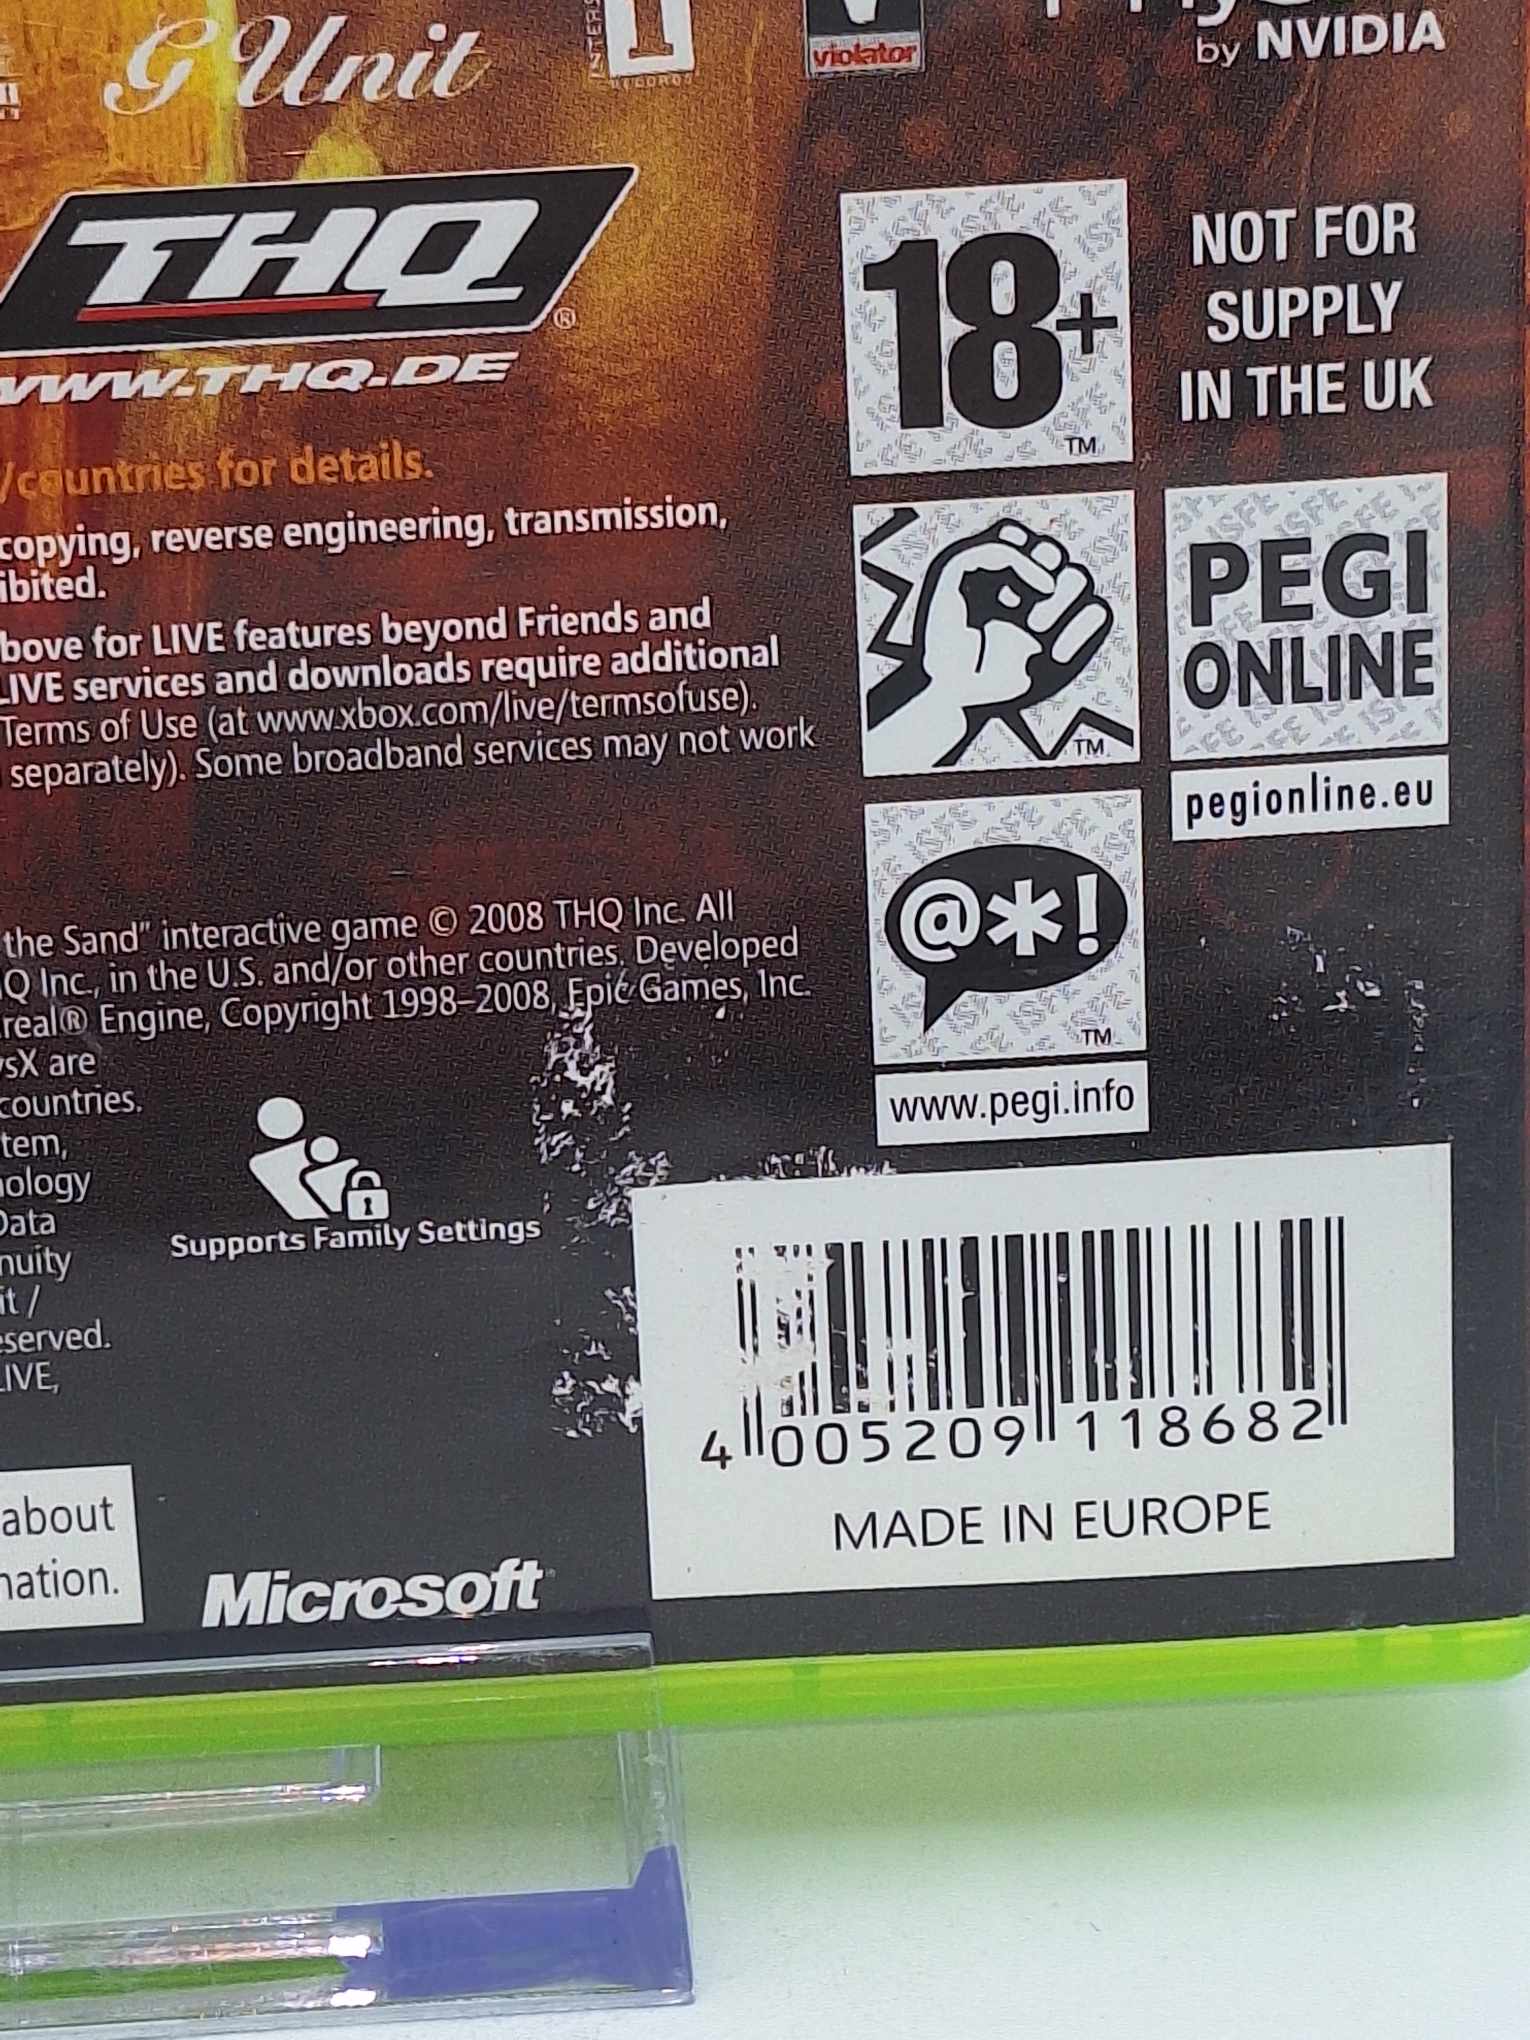 G Unit
violator
by NVIDIA
THQ
®
WWW.THQ.DE
18+
TM
NOT FOR
SUPPLY
IN THE UK
/countries for details.
copying, reverse engineering, transmission,
ibited.
bove for LIVE features beyond Friends and
LIVE services and downloads require additional
Terms of Use (at www.xbox.com/live/termsofuse).
separately). Some broadband services may not work
TM
PEGI
ONLINE
pegionline.eu
@*!
TM
www.pegi.info
the Sand" interactive game © 2008 THQ Inc. All
Q Inc., in the U.S. and/or other countries. Developed
real® Engine, Copyright 1998–2008, Epic Games, Inc.
sX are
countries.
tem,
ology
Data
nuity
it /
eserved.
LIVE,
Supports Family Settings
4 005209 118682
MADE IN EUROPE
about
nation.
Microsoft